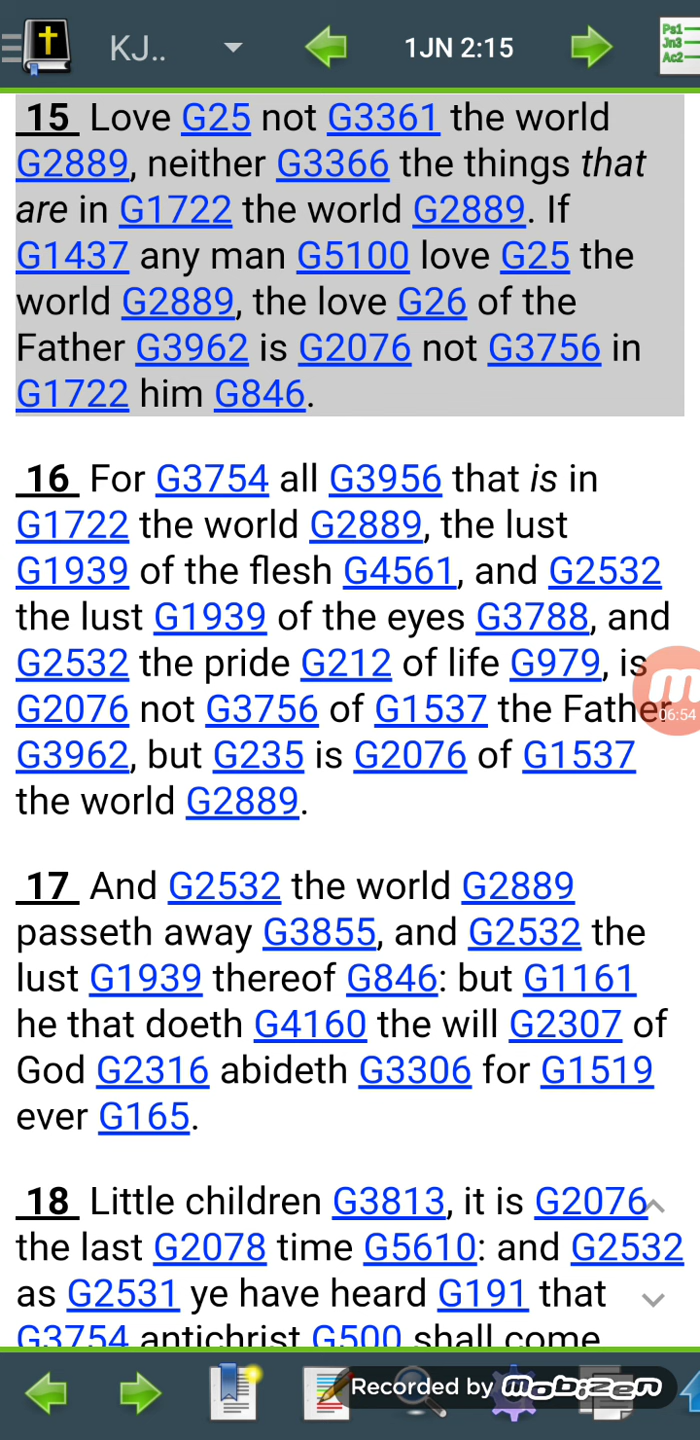 KJ..
1JN 2:15
Ps1
Jn3
Ac2
15 Love G25 not G3361 the world
G2889, neither G3366 the things that
are in G1722 the world G2889. If
G1437 any man G5100 love G25 the
world G2889, the love G26 of the
Father G3962 is G2076 not G3756 in
G1722 him G846.
16 For G3754 all G3956 that is in
G1722 the world G2889, the lust
G1939 of the flesh G4561, and G2532
the lust G1939 of the eyes G3788, and
G2532 the pride G212 of life G979, is
G2076 not G3756 of G1537 the Father
06:54
G3962, but G235 is G2076 of G1537
the world G2889.
17 And G2532 the world G2889
passeth away G3855, and G2532 the
lust G1939 thereof G846: but G1161
he that doeth G4160 the will G2307 of
God G2316 abideth G3306 for G1519
ever G165.
18 Little children G3813, it is G2076
the last G2078 time G5610: and G2532
as G2531 ye have heard G191 that
G3754 antichrist G500 shall come
Recorded by mobizen